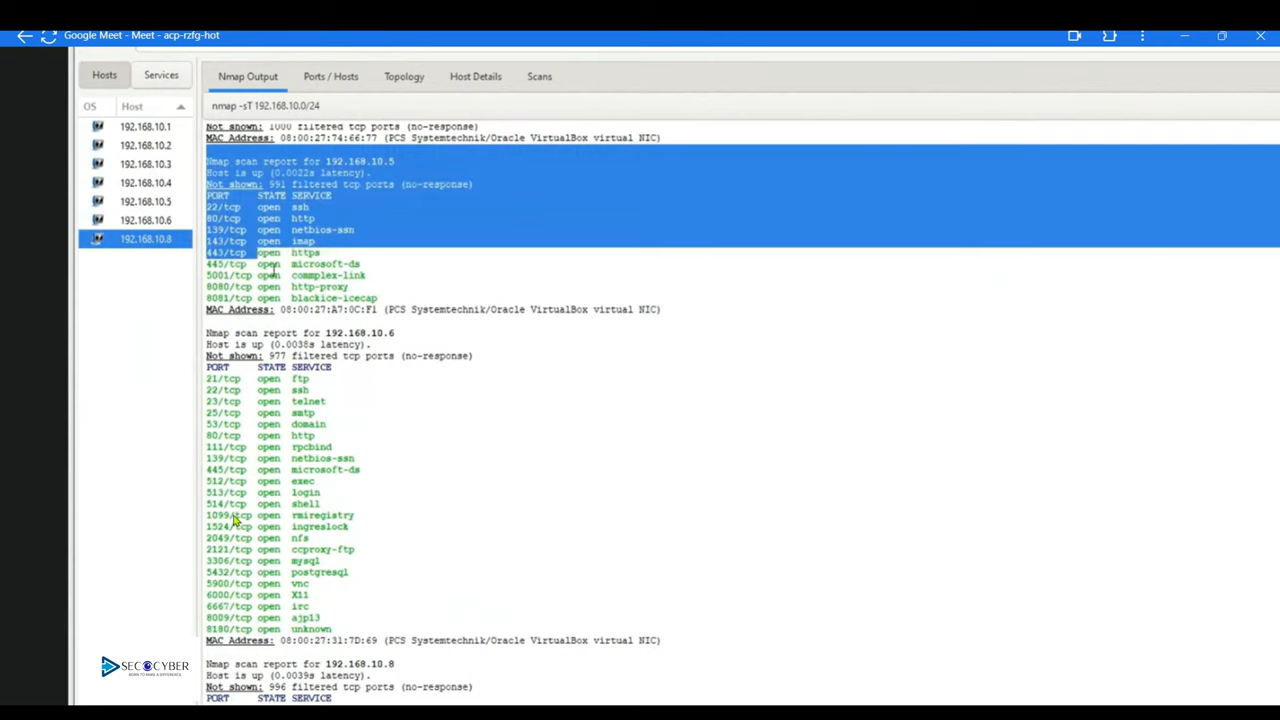 Google Meet - Meet - acp-rzfg-hot
Hosts Services
Nmap Output Ports / Hosts Topology Host Details Scans
OS Host
nmap -sT 192.168.10.0/24
192.168.10.1
192.168.10.2
192.168.10.3
192.168.10.4
192.168.10.5
192.168.10.6
192.168.10.8
Not shown: 1000 filtered tcp ports (no-response)
MAC Address: 08:00:27:74:66:77 (PCS Systemtechnik/Oracle VirtualBox virtual NIC)
Nmap scan report for 192.168.10.5
Host is up (0.0022s latency).
Not shown: 991 filtered tcp ports (no-response)
PORT STATE SERVICE
22/tcp open ssh
80/tcp open http
139/tcp open netbios-ssn
143/tcp open imap
443/tcp open https
445/tcp open microsoft-ds
5001/tcp open commplex-link
8080/tcp open http-proxy
8081/tcp open blackice-icecap
MAC Address: 08:00:27:A7:0C:F1 (PCS Systemtechnik/Oracle VirtualBox virtual NIC)
Nmap scan report for 192.168.10.6
Host is up (0.0038s latency).
Not shown: 977 filtered tcp ports (no-response)
PORT STATE SERVICE
21/tcp open ftp
22/tcp open ssh
23/tcp open telnet
25/tcp open smtp
53/tcp open domain
80/tcp open http
111/tcp open rpcbind
139/tcp open netbios-ssn
445/tcp open microsoft-ds
512/tcp open exec
513/tcp open login
514/tcp open shell
1099/tcp open rmiregistry
1524/tcp open ingreslock
2049/tcp open nfs
2121/tcp open ccproxy-ftp
3306/tcp open mysql
5432/tcp open postgresql
5900/tcp open vnc
6000/tcp open X11
6667/tcp open irc
8009/tcp open ajp13
8180/tcp open unknown
MAC Address: 08:00:27:31:7D:69 (PCS Systemtechnik/Oracle VirtualBox virtual NIC)
Nmap scan report for 192.168.10.8
Host is up (0.0039s latency).
Not shown: 996 filtered tcp ports (no-response)
PORT STATE SERVICE
SECOCYBER
BORN TO MAKE A DIFFERENCE